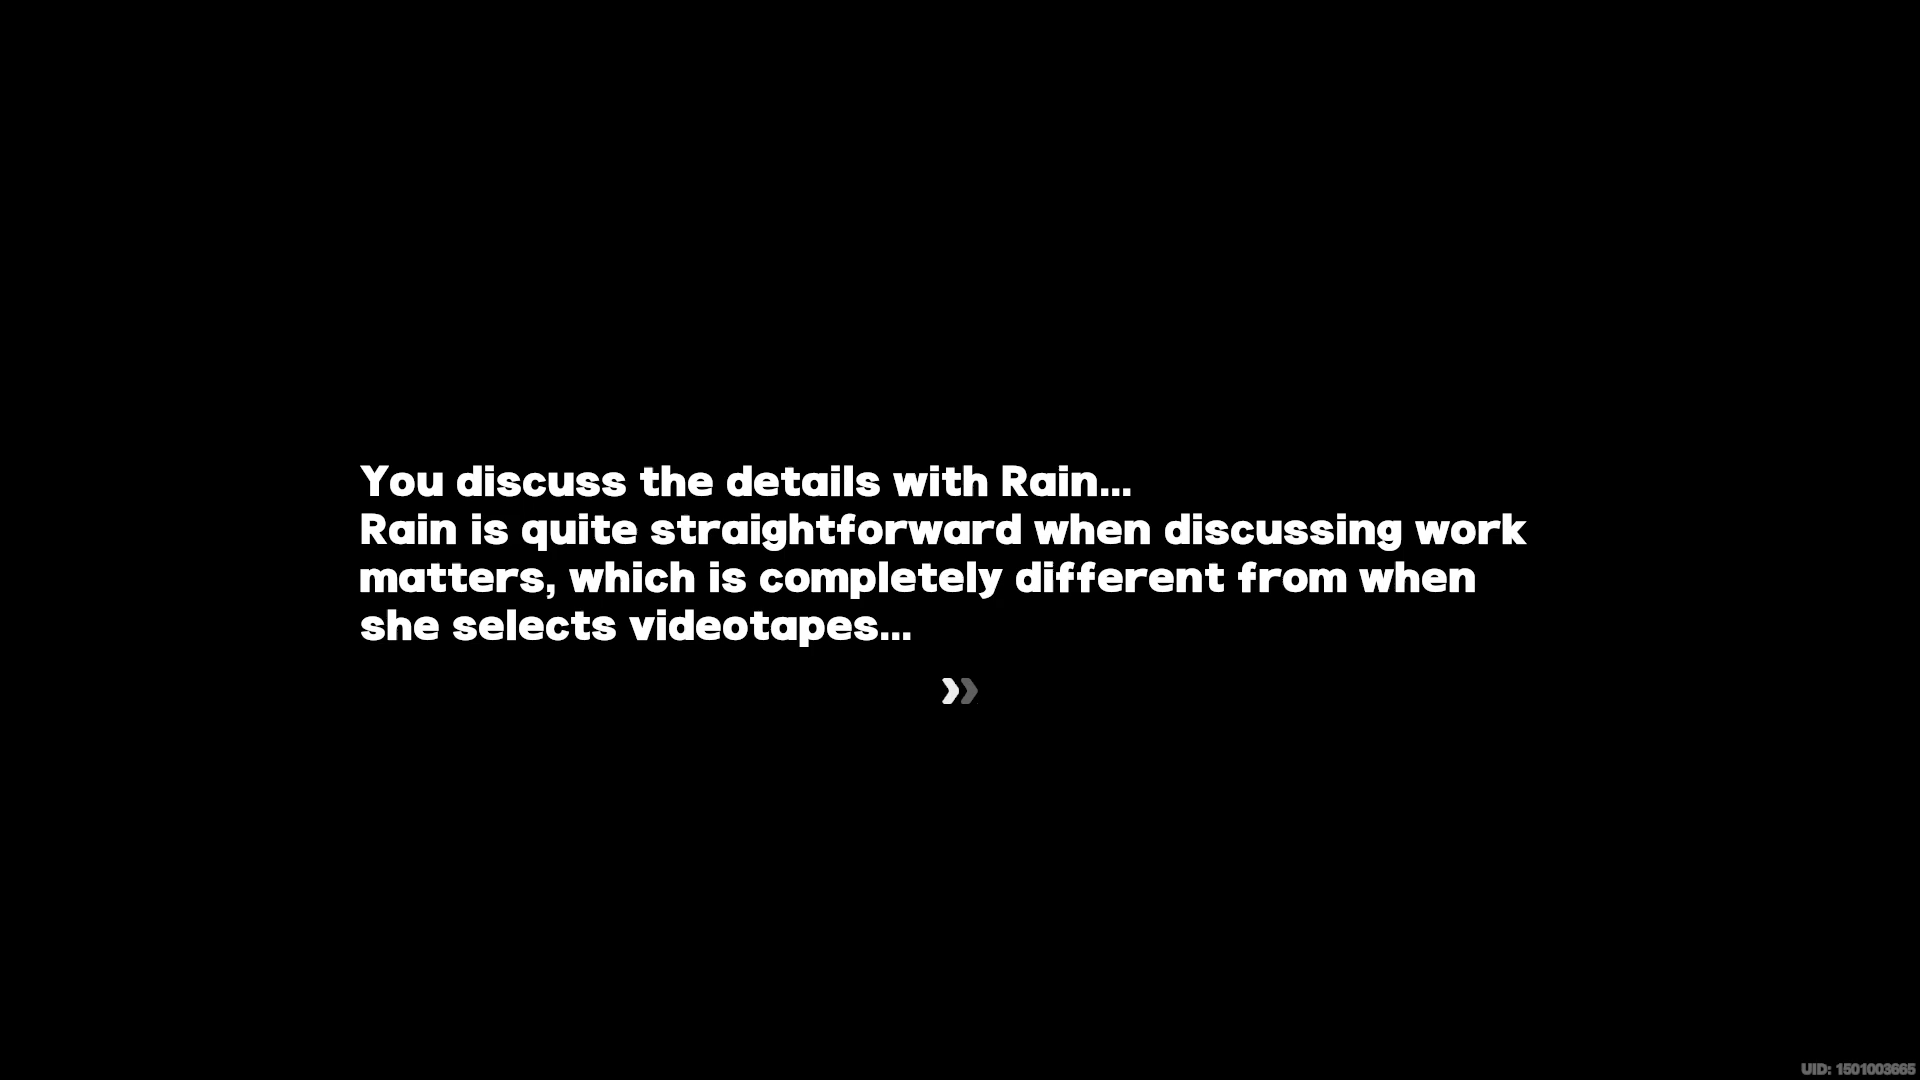 You discuss the details with Rain...
Rain is quite straightforward when discussing work
matters, which is completely different from when
she selects videotapes...
UID: 1501003665